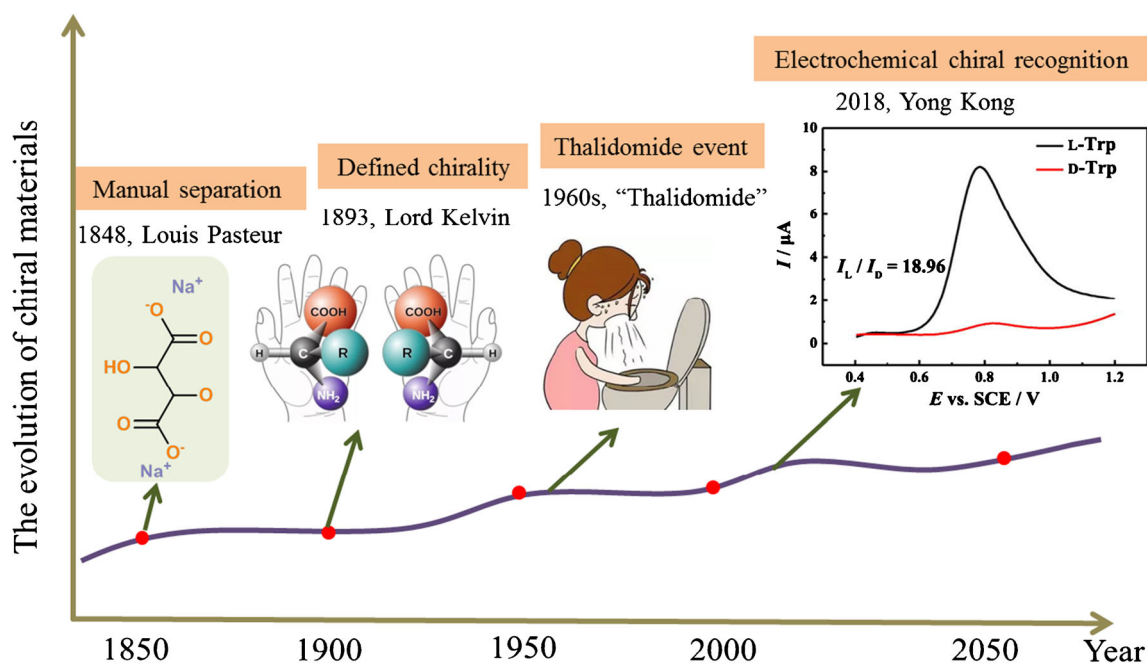 The evolution of chiral materials
Manual separation
1848, Louis Pasteur
Na+
-O
O
HO
O
O
O-
Na+
Defined chirality
1893, Lord Kelvin
COOH
H
C
R
NH2
COOH
R
C
H
NH2
Thalidomide event
1960s, “Thalidomide”
Electrochemical chiral recognition
2018, Yong Kong
10
8
6
4
2
0
I / μA
L-Trp
D-Trp
IL / ID = 18.96
0.4 0.6 0.8 1.0 1.2
E vs. SCE / V
1850 1900 1950 2000 2050 Year